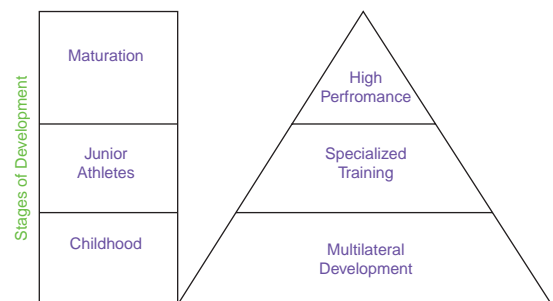 Stages of Development
Maturation
Junior
Athletes
Childhood
High
Perfromance
Specialized
Training
Multilateral
Development